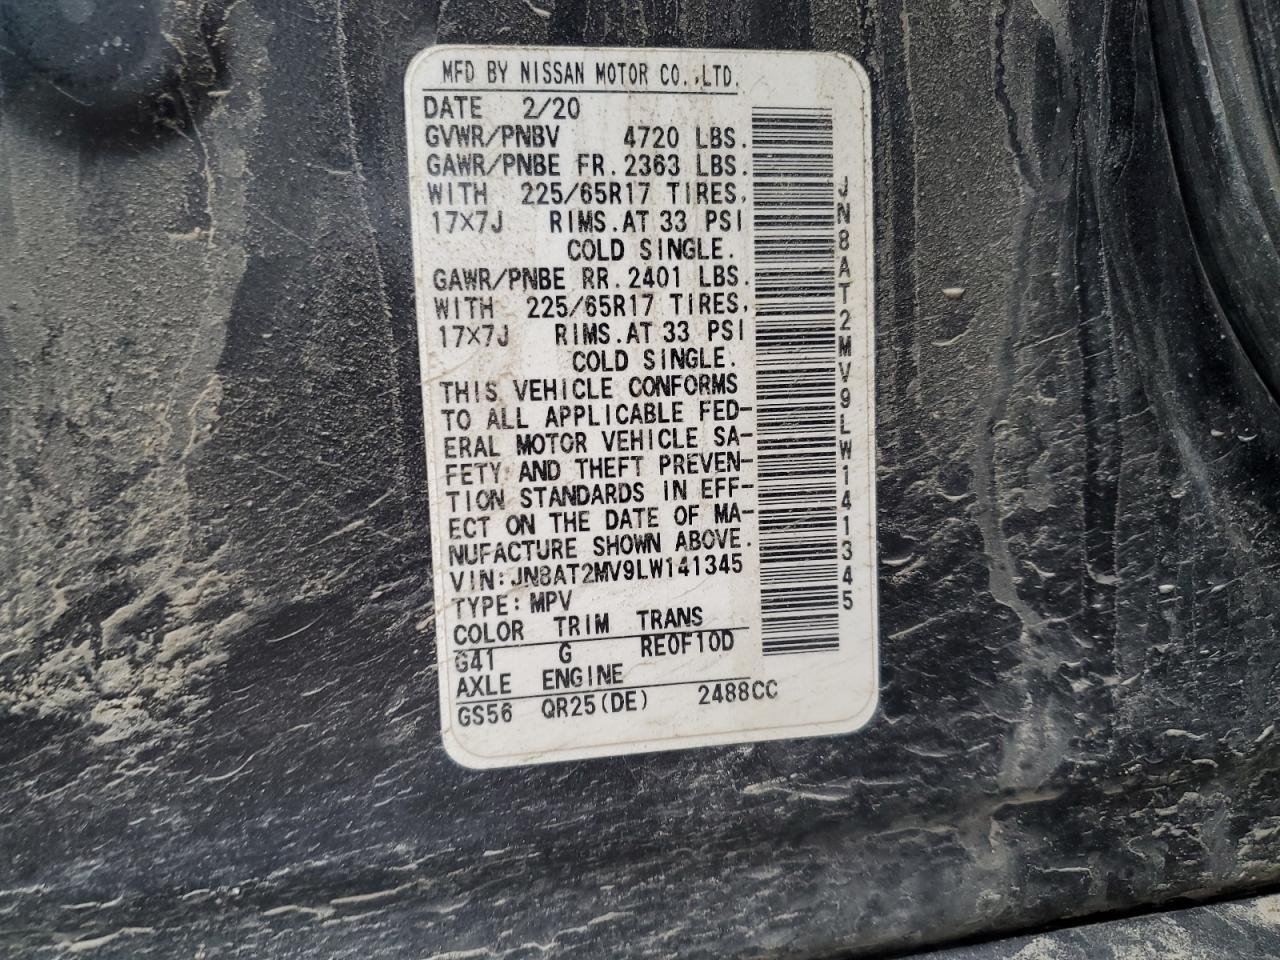 MFD BY NISSAN MOTOR CO.,LTD.
DATE 2/20
GVWR/PNBV 4720 LBS.
GAWR/PNBE FR. 2363 LBS.
WITH 225/65R17 TIRES,
17×7J RIMS. AT 33 PSI
COLD SINGLE.
GAWR/PNBE RR. 2401 LBS.
WITH 225/65R17 TIRES,
17×7J RIMS. AT 33 PSI
COLD SINGLE.
THIS VEHICLE CONFORMS
TO ALL APPLICABLE FED-
ERAL MOTOR VEHICLE SA-
FETY AND THEFT PREVEN-
TION STANDARDS IN EFF-
ECT ON THE DATE OF MA-
NUFACTURE SHOWN ABOVE.
VIN: JN8AT2MV9LW141345
TYPE: MPV
COLOR TRIM TRANS
G41 G RE0F10D
AXLE ENGINE
GS56 QR25(DE) 2488CC
JN8AT2MV9LW141345